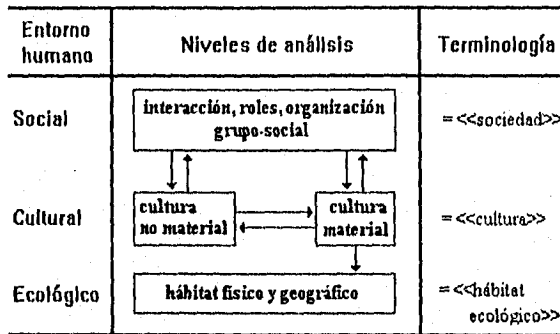 Entorno
humano
Niveles de análisis
Terminología
Social
interacción, roles, organización
grupo-social
=<<sociedad>>
Cultural
cultura
no material
cultura
material
=<<cultura>>
Ecológico
hábitat físico y geográfico
=<<hábitat
ecológico>>